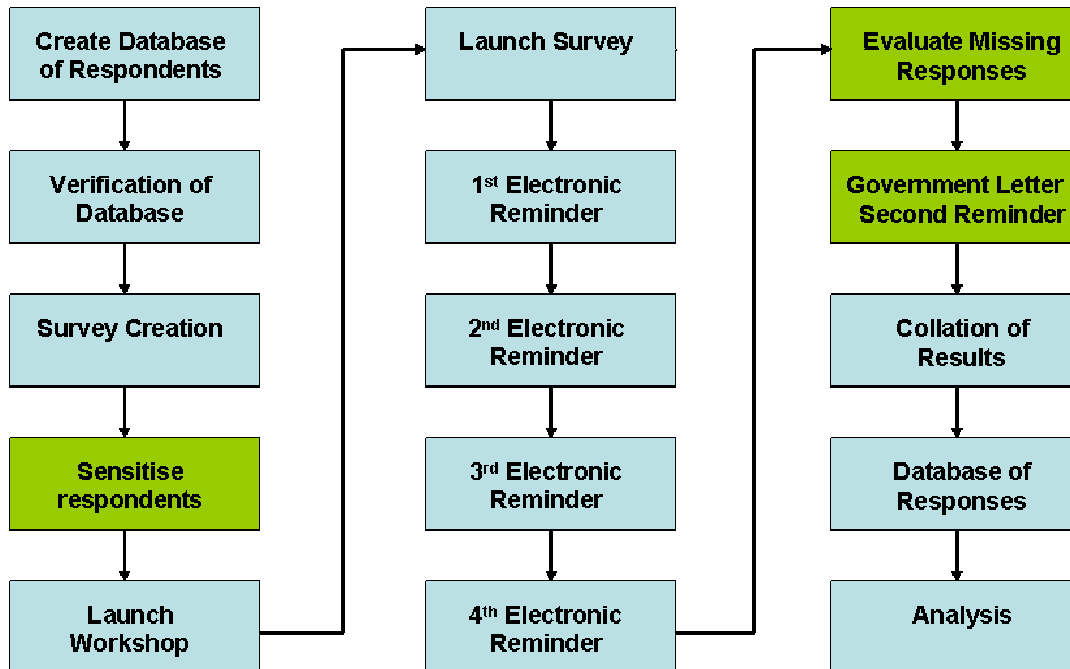 Create Database
of Respondents
Verification of
Database
Survey Creation
Sensitise
respondents
Launch
Workshop
Launch Survey
1st Electronic
Reminder
2nd Electronic
Reminder
3rd Electronic
Reminder
4th Electronic
Reminder
Evaluate Missing
Responses
Government Letter
Second Reminder
Collation of
Results
Database of
Responses
Analysis